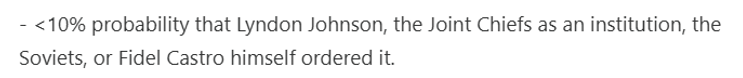 - <10% probability that Lyndon Johnson, the Joint Chiefs as an institution, the
Soviets, or Fidel Castro himself ordered it.